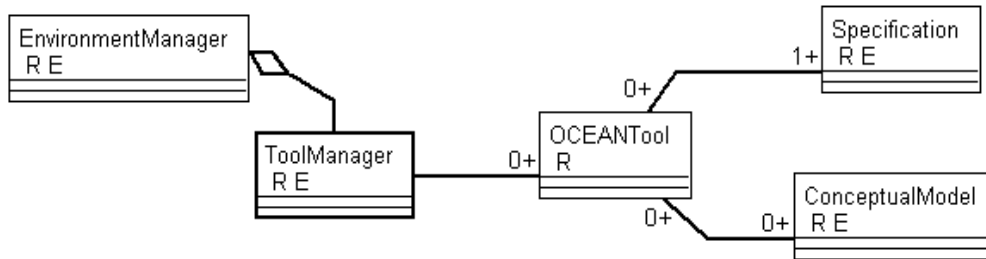 EnvironmentManager
R E
Specification
R E
1+
0+
OCEANTool
R
ToolManager
R E
0+
0+
0+
ConceptualModel
R E